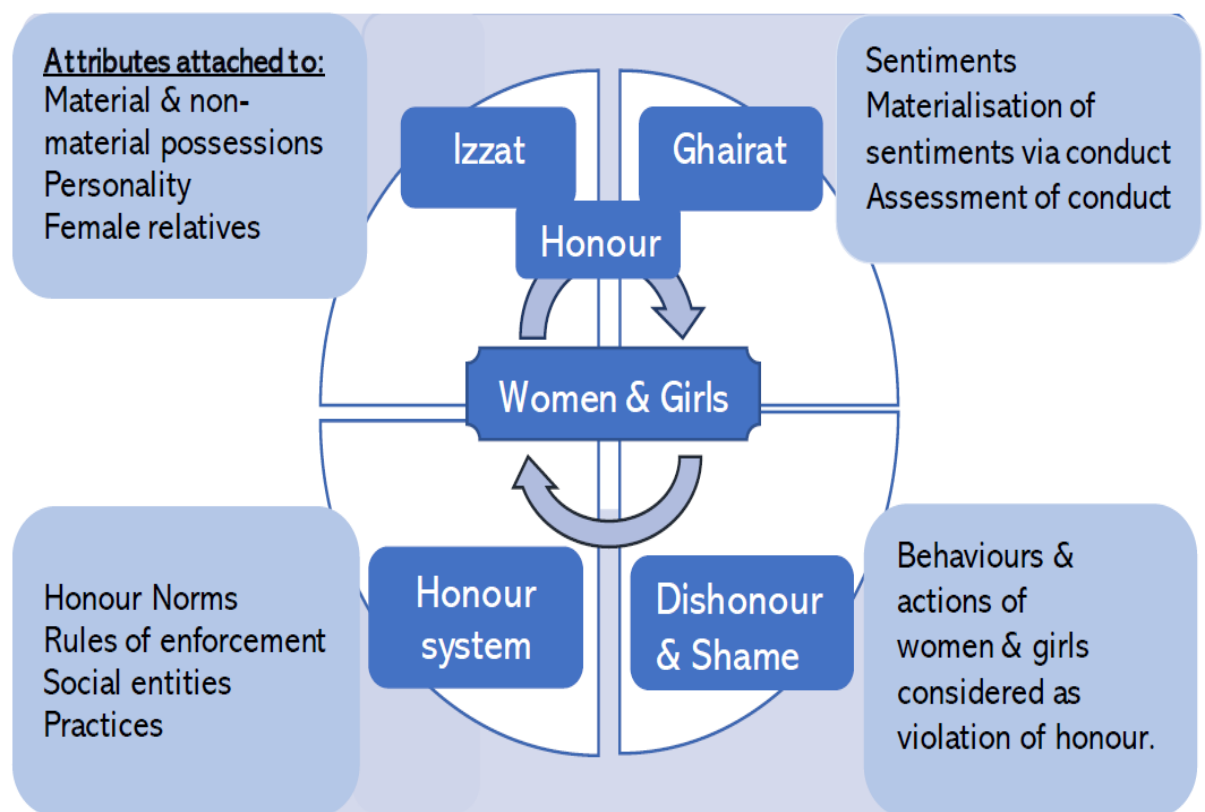 Attributes attached to:
Material & non-
material possessions
Personality
Female relatives
Izzat
Ghairat
Honour
Sentiments
Materialisation of
sentiments via conduct
Assessment of conduct
Women & Girls
Honour Norms
Rules of enforcement
Social entities
Practices
Honour
system
Dishonour
& Shame
Behaviours &
actions of
women & girls
considered as
violation of honour.